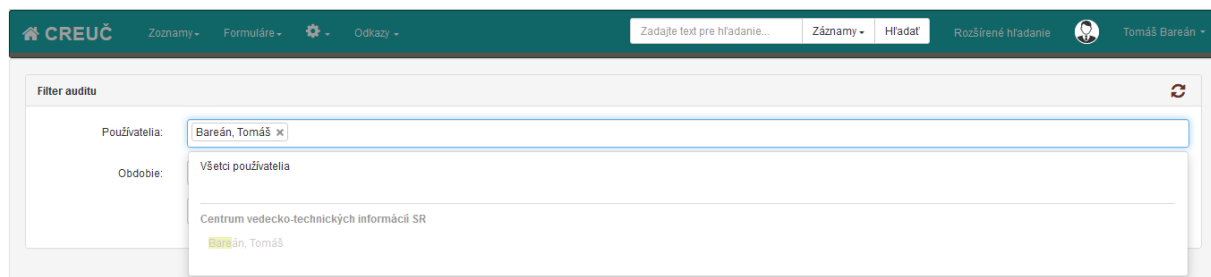 CREUČ Zoznamy Formuláre Odkazy Zadajte text pre hľadanie... Záznamy Hľadať Rozšírené hľadanie Tomáš Bareán
Filter auditu
Používatelia: Bareán, Tomáš ×
Obdobie: Všetci používatelia
Centrum vedecko-technických informácií SR
Bareán, Tomáš